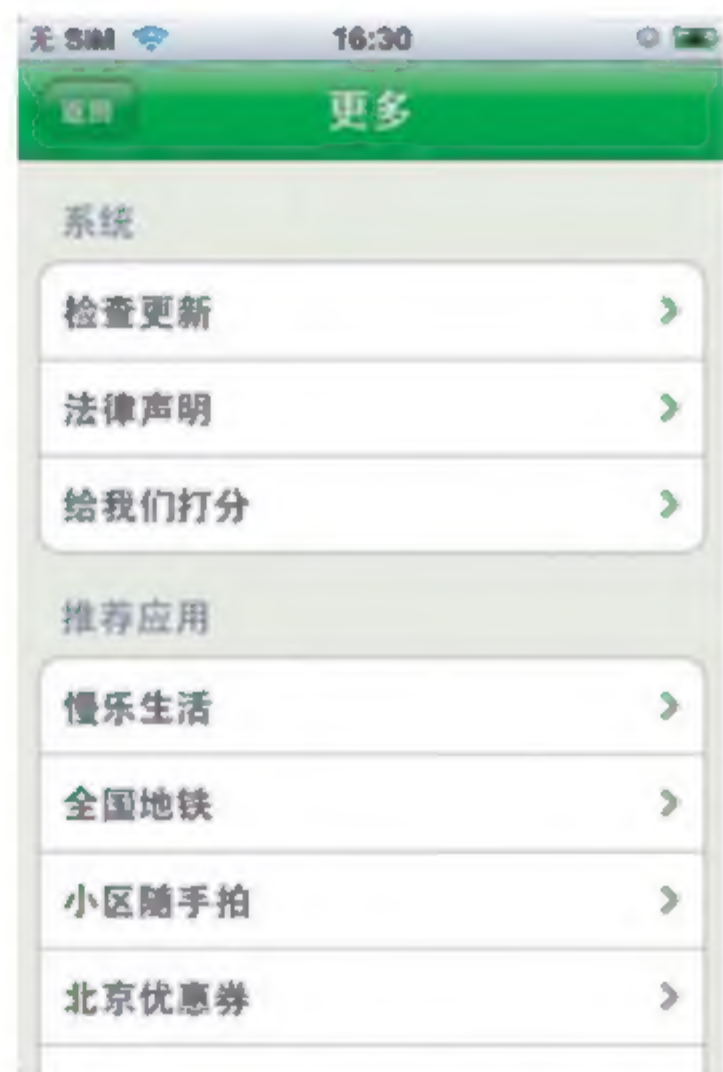 无 SIM 16:30
返回 更多
系统
检查更新
法律声明
给我们打分
推荐应用
慢乐生活
全国地铁
小区随手拍
北京优惠券